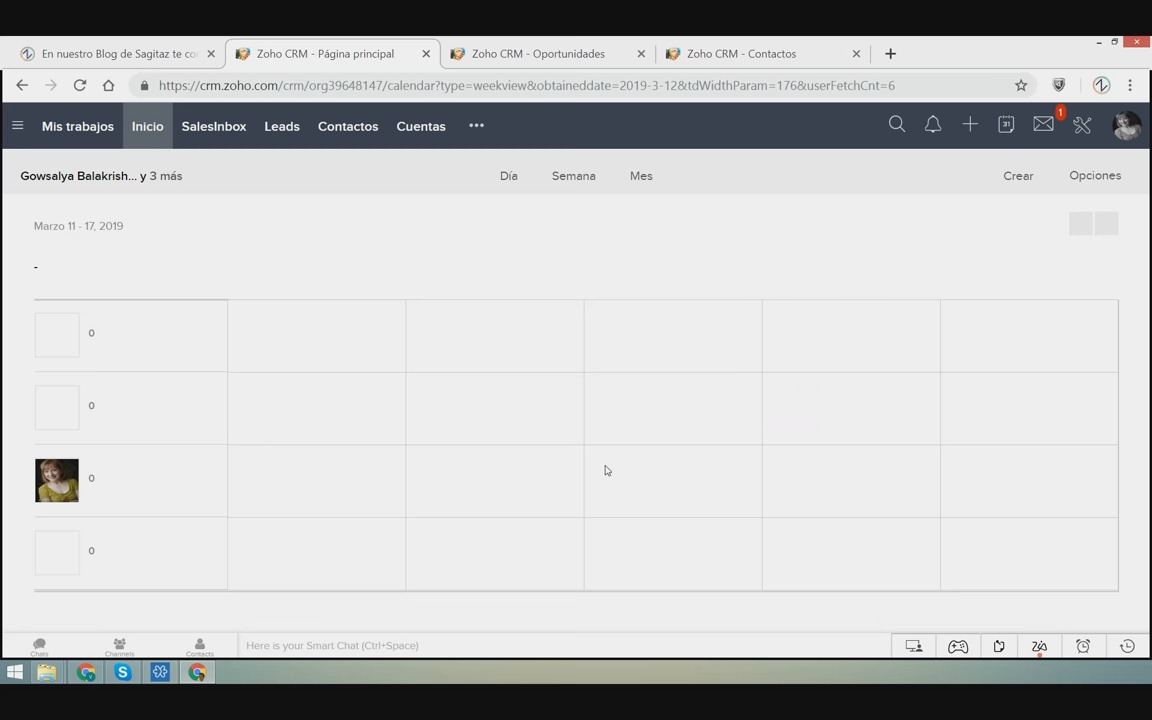 En nuestro Blog de Sagitaz te co
Zoho CRM - Página principal
Zoho CRM - Oportunidades
Zoho CRM - Contactos
https://crm.zoho.com/crm/org39648147/calendar?type=weekview&obtaineddate=2019-3-12&tdWidthParam=176&userFetchCnt=6
Mis trabajos Inicio SalesInbox Leads Contactos Cuentas ••• 31 1
Gowsalya Balakrish... y 3 más Día Semana Mes Crear Opciones
Marzo 11 - 17, 2019
-
0
0
0
0
Chats Channels Contacts Here is your Smart Chat (Ctrl+Space)